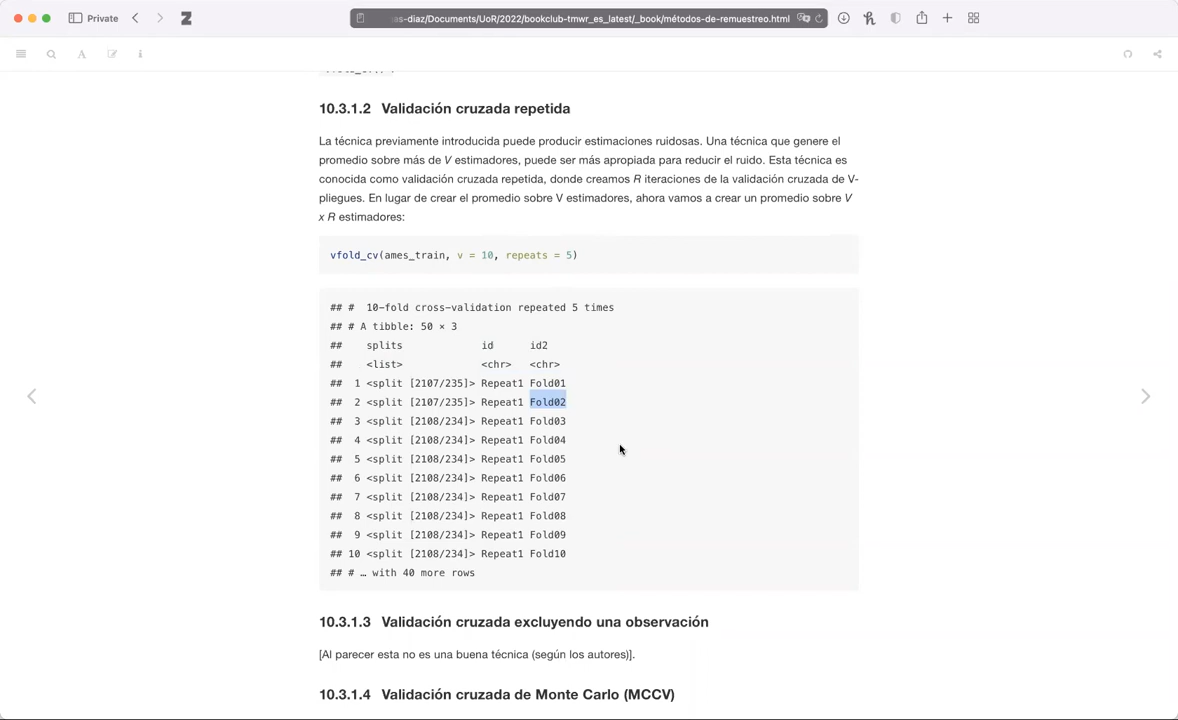 Private
as-diaz/Documents/UoR/2022/bookclub-tmwr_es_latest/_book/métodos-de-remuestreo.html
10.3.1.2 Validación cruzada repetida
La técnica previamente introducida puede producir estimaciones ruidosas. Una técnica que genere el
promedio sobre más de V estimadores, puede ser más apropiada para reducir el ruido. Esta técnica es
conocida como validación cruzada repetida, donde creamos R iteraciones de la validación cruzada de V-
pliegues. En lugar de crear el promedio sobre V estimadores, ahora vamos a crear un promedio sobre V
x R estimadores:
vfold_cv(ames_train, v = 10, repeats = 5)
## #  10-fold cross-validation repeated 5 times
## # A tibble: 50 × 3
##    splits             id      id2
##    <list>             <chr>   <chr>
##  1 <split [2107/235]> Repeat1 Fold01
##  2 <split [2107/235]> Repeat1 Fold02
##  3 <split [2108/234]> Repeat1 Fold03
##  4 <split [2108/234]> Repeat1 Fold04
##  5 <split [2108/234]> Repeat1 Fold05
##  6 <split [2108/234]> Repeat1 Fold06
##  7 <split [2108/234]> Repeat1 Fold07
##  8 <split [2108/234]> Repeat1 Fold08
##  9 <split [2108/234]> Repeat1 Fold09
## 10 <split [2108/234]> Repeat1 Fold10
## # … with 40 more rows
10.3.1.3 Validación cruzada excluyendo una observación
[Al parecer esta no es una buena técnica (según los autores)].
10.3.1.4 Validación cruzada de Monte Carlo (MCCV)